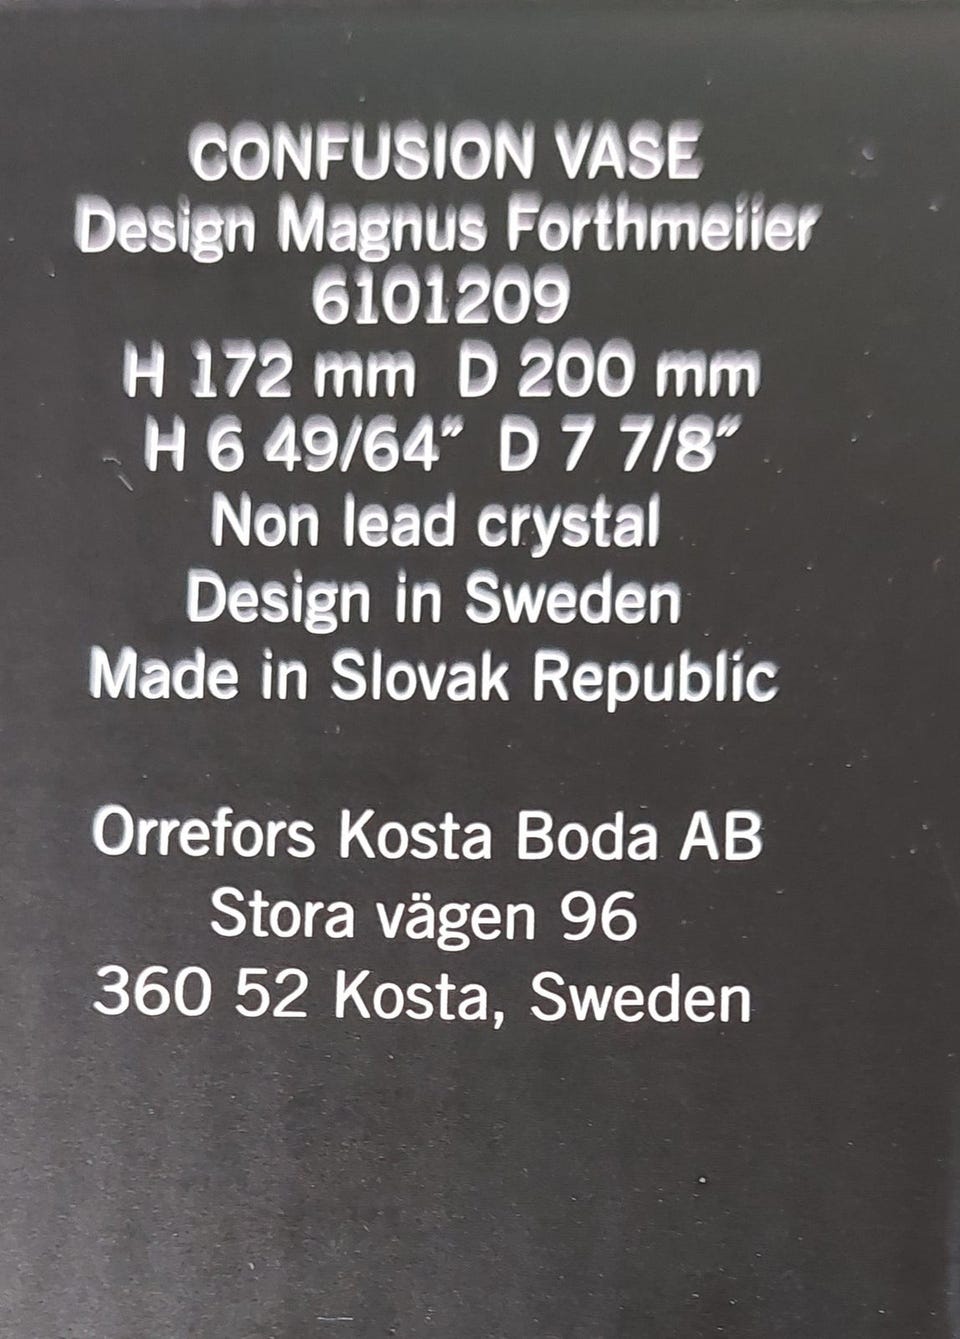 CONFUSION VASE
Design Magnus Forthmeiier
6101209
H 172 mm D 200 mm
H 6 49/64″ D 7 7/8″
Non lead crystal
Design in Sweden
Made in Slovak Republic
Orrefors Kosta Boda AB
Stora vägen 96
360 52 Kosta, Sweden